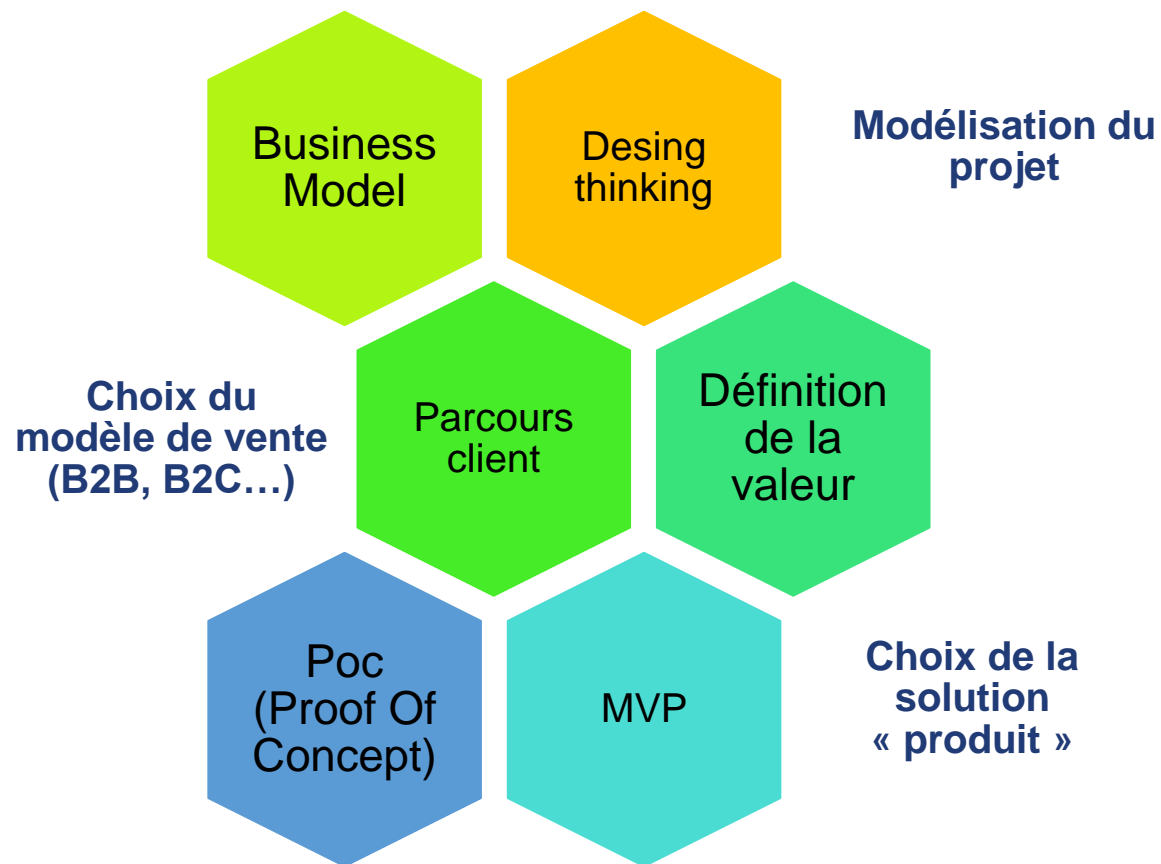 Business
Model
Desing
thinking
Modélisation du
projet
Choix du
modèle de vente
(B2B, B2C…)
Parcours
client
Définition
de la
valeur
Poc
(Proof Of
Concept)
MVP
Choix de la
solution
« produit »